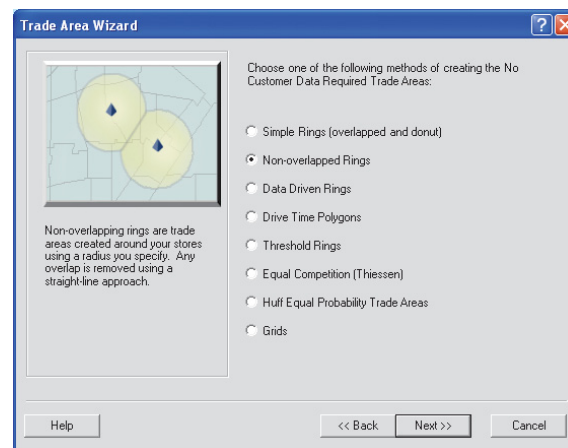 Trade Area Wizard
Choose one of the following methods of creating the No
Customer Data Required Trade Areas:
Simple Rings (overlapped and donut)
Non-overlapped Rings
Data Driven Rings
Drive Time Polygons
Threshold Rings
Equal Competition (Thiessen)
Huff Equal Probability Trade Areas
Grids
Non-overlapping rings are trade
areas created around your stores
using a radius you specify. Any
overlap is removed using a
straight-line approach.
Help
<< Back
Next >>
Cancel